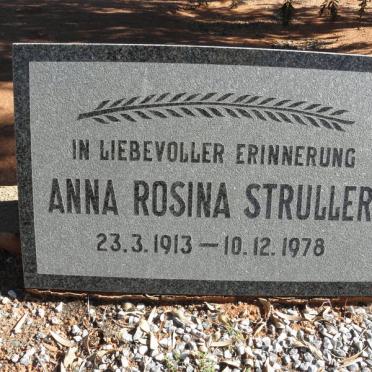 IN LIEBEVOLLER ERINNERUNG
ANNA ROSINA STRULLER
23.3.1913 — 10.12.1978